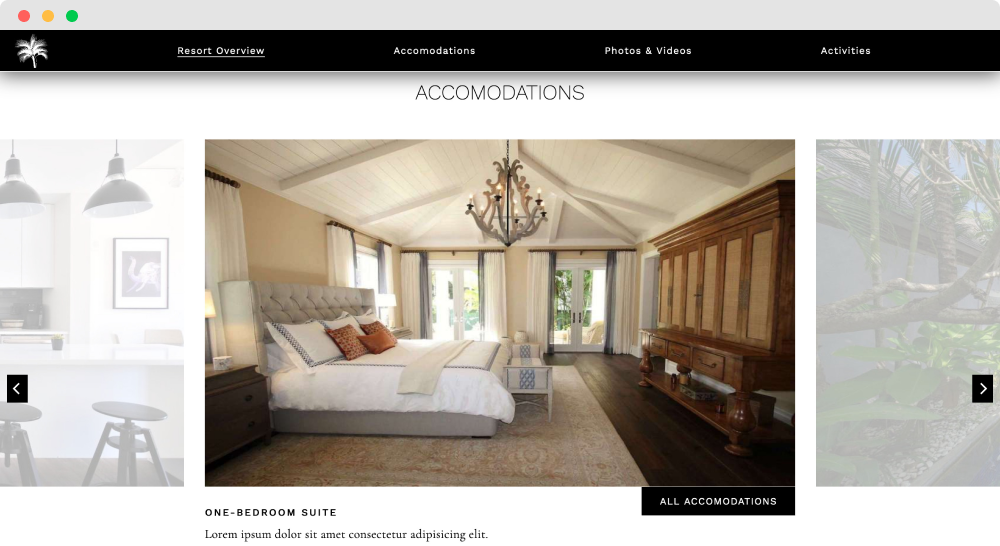 Resort Overview
Accomodations
Photos & Videos
Activities
ACCOMODATIONS
ALL ACCOMODATIONS
ONE-BEDROOM SUITE
Lorem ipsum dolor sit amet consectetur adipisicing elit.